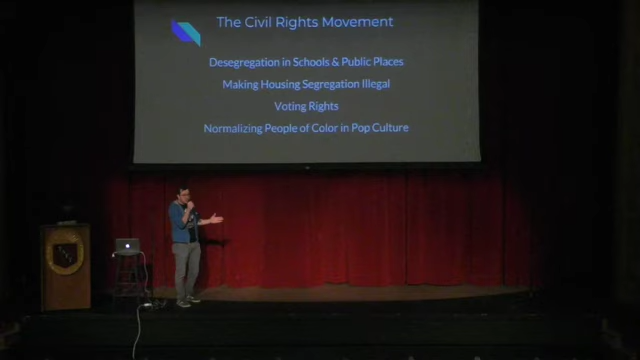 The Civil Rights Movement
Desegregation in Schools & Public Places
Making Housing Segregation Illegal
Voting Rights
Normalizing People of Color in Pop Culture